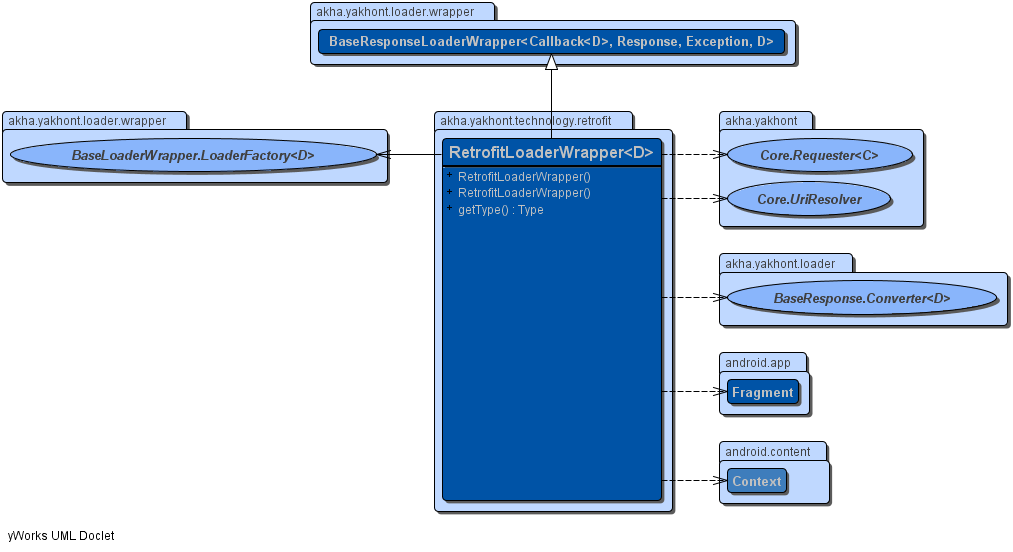 akha.yakhont.loader.wrapper
BaseResponseLoaderWrapper<Callback<D>, Response, Exception, D>
akha.yakhont.loader.wrapper
BaseLoaderWrapper.LoaderFactory<D>
akha.yakhont.technology.retrofit
RetrofitLoaderWrapper<D>
+ RetrofitLoaderWrapper()
+ RetrofitLoaderWrapper()
+ getType() : Type
akha.yakhont
Core.Requester<C>
Core.UriResolver
akha.yakhont.loader
BaseResponse.Converter<D>
android.app
Fragment
android.content
Context
yWorks UML Doclet